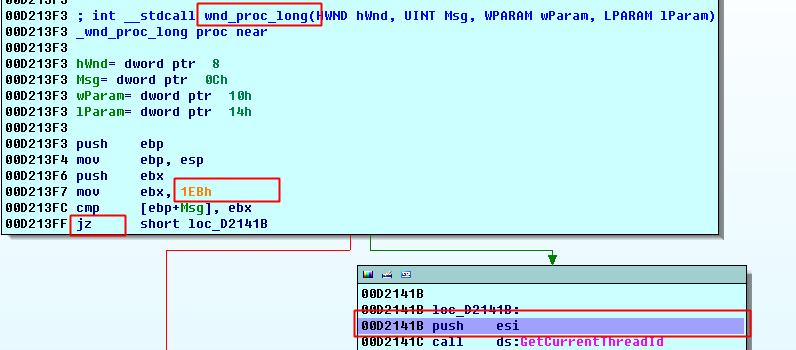 00D213F3
00D213F3 ; int __stdcall wnd_proc_long(HWND hWnd, UINT Msg, WPARAM wParam, LPARAM lParam)
00D213F3 _wnd_proc_long proc near
00D213F3
00D213F3 hWnd= dword ptr  8
00D213F3 Msg= dword ptr  0Ch
00D213F3 wParam= dword ptr  10h
00D213F3 lParam= dword ptr  14h
00D213F3
00D213F3 push    ebp
00D213F4 mov     ebp, esp
00D213F6 push    ebx
00D213F7 mov     ebx, 1EBh
00D213FC cmp     [ebp+Msg], ebx
00D213FF jz      short loc_D2141B
00D2141B
00D2141B loc_D2141B:
00D2141B push    esi
00D2141C call    ds:GetCurrentThreadId